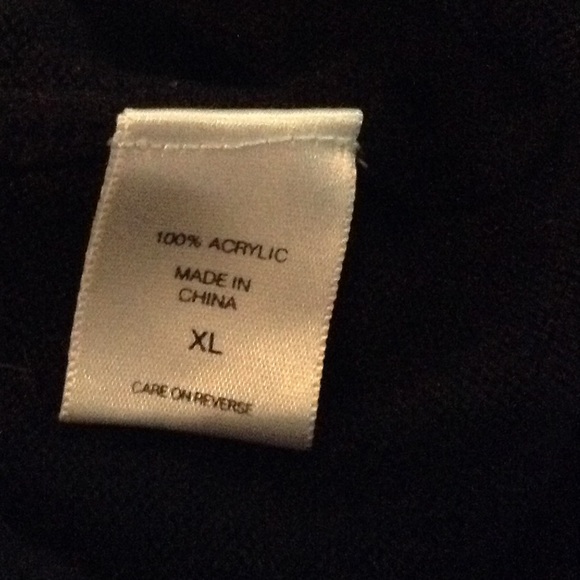 100% ACRYLIC
MADE IN
CHINA
XL
CARE ON REVERSE